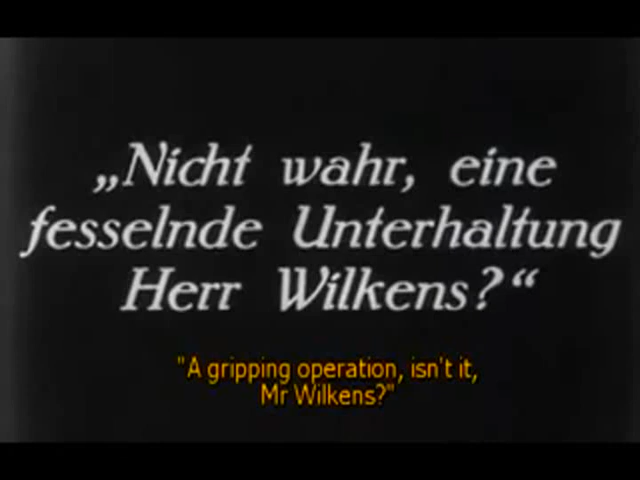 „Nicht wahr, eine
fesselnde Unterhaltung
Herr Wilkens?“
"A gripping operation, isn't it,
Mr Wilkens?"